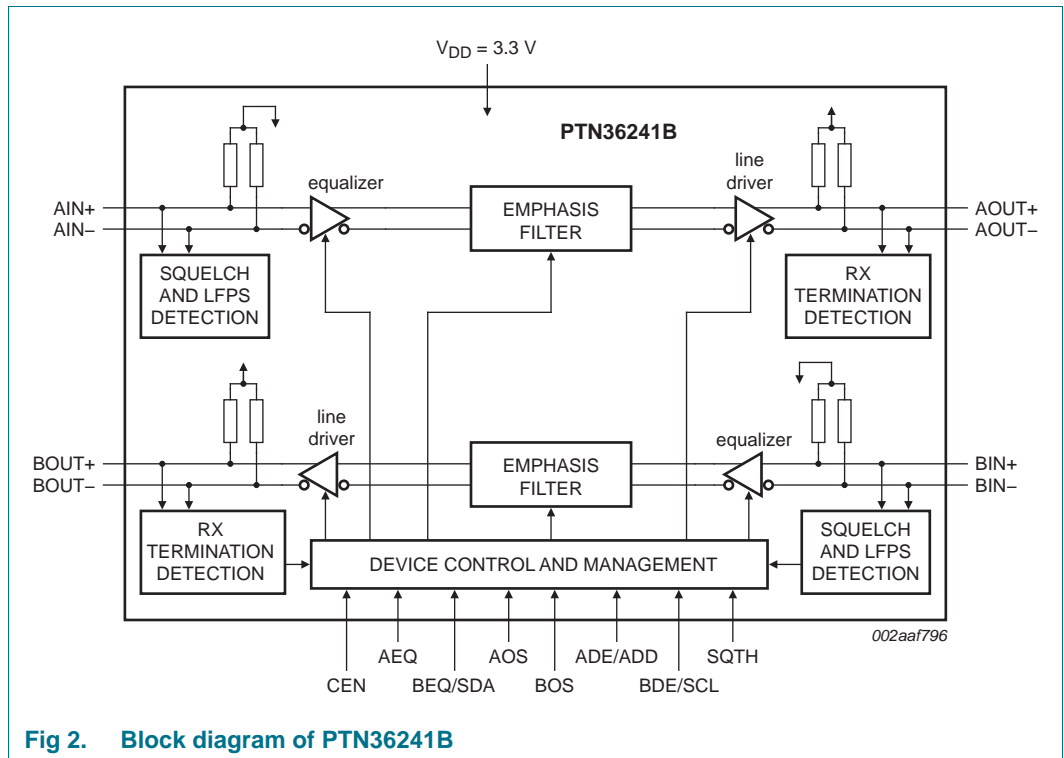 VDD = 3.3 V
PTN36241B
equalizer
line
driver
AIN+
AIN−
EMPHASIS
FILTER
AOUT+
AOUT−
SQUELCH
AND LFPS
DETECTION
RX
TERMINATION
DETECTION
line
driver
equalizer
BOUT+
BOUT−
EMPHASIS
FILTER
BIN+
BIN−
RX
TERMINATION
DETECTION
DEVICE CONTROL AND MANAGEMENT
SQUELCH
AND LFPS
DETECTION
002aaf796
AEQ
AOS
ADE/ADD
SQTH
CEN
BEQ/SDA
BOS
BDE/SCL
Fig 2. Block diagram of PTN36241B